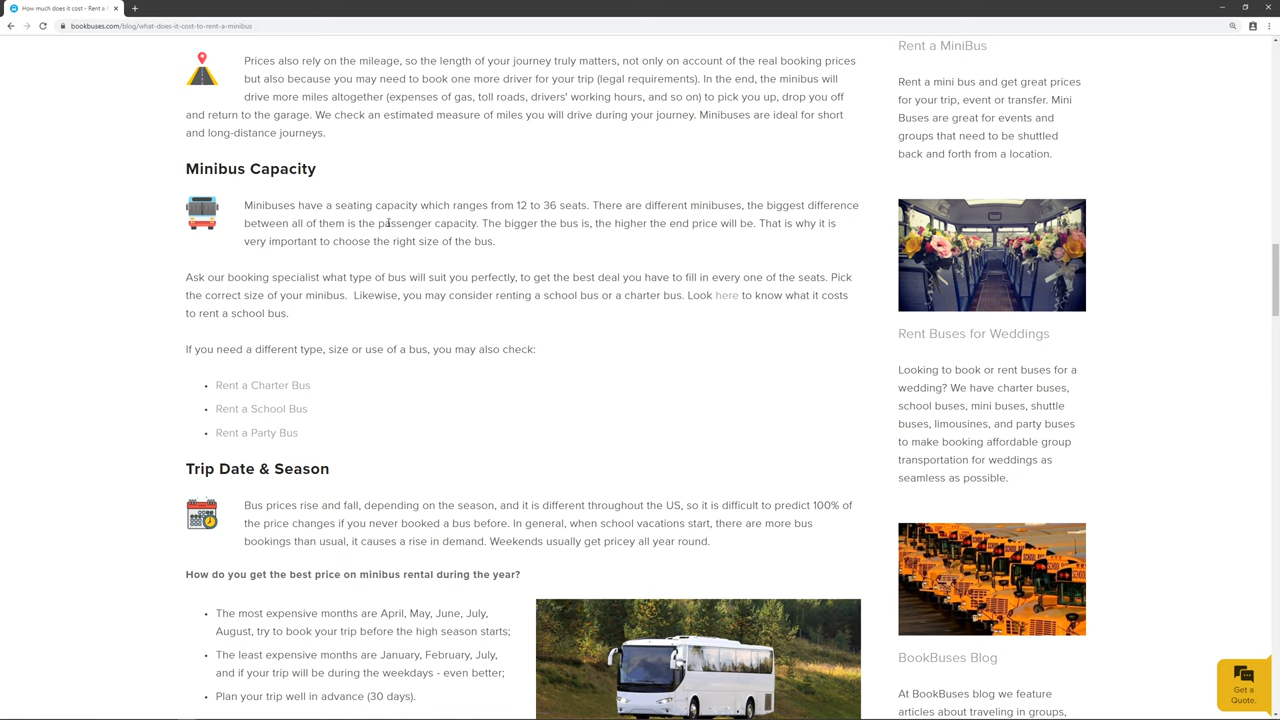 How much does it cost - Rent a
bookbuses.com/blog/what-does-it-cost-to-rent-a-minibus
Prices also rely on the mileage, so the length of your journey truly matters, not only on account of the real booking prices
but also because you may need to book one more driver for your trip (legal requirements). In the end, the minibus will
drive more miles altogether (expenses of gas, toll roads, drivers' working hours, and so on) to pick you up, drop you off
and return to the garage. We check an estimated measure of miles you will drive during your journey. Minibuses are ideal for short
and long-distance journeys.
Minibus Capacity
Minibuses have a seating capacity which ranges from 12 to 36 seats. There are different minibuses, the biggest difference
between all of them is the passenger capacity. The bigger the bus is, the higher the end price will be. That is why it is
very important to choose the right size of the bus.
Ask our booking specialist what type of bus will suit you perfectly, to get the best deal you have to fill in every one of the seats. Pick
the correct size of your minibus. Likewise, you may consider renting a school bus or a charter bus. Look here to know what it costs
to rent a school bus.
If you need a different type, size or use of a bus, you may also check:
• Rent a Charter Bus
• Rent a School Bus
• Rent a Party Bus
Trip Date & Season
Bus prices rise and fall, depending on the season, and it is different throughout the US, so it is difficult to predict 100% of
the price changes if you never booked a bus before. In general, when school vacations start, there are more bus
bookings than usual, it causes a rise in demand. Weekends usually get pricey all year round.
How do you get the best price on minibus rental during the year?
• The most expensive months are April, May, June, July,
August, try to book your trip before the high season starts;
• The least expensive months are January, February, July,
and if your trip will be during the weekdays - even better;
• Plan your trip well in advance (30 days).
Rent a MiniBus
Rent a mini bus and get great prices
for your trip, event or transfer. Mini
Buses are great for events and
groups that need to be shuttled
back and forth from a location.
Rent Buses for Weddings
Looking to book or rent buses for a
wedding? We have charter buses,
school buses, mini buses, shuttle
buses, limousines, and party buses
to make booking affordable group
transportation for weddings as
seamless as possible.
BookBuses Blog
At BookBuses blog we feature
articles about traveling in groups,
Get a
Quote.